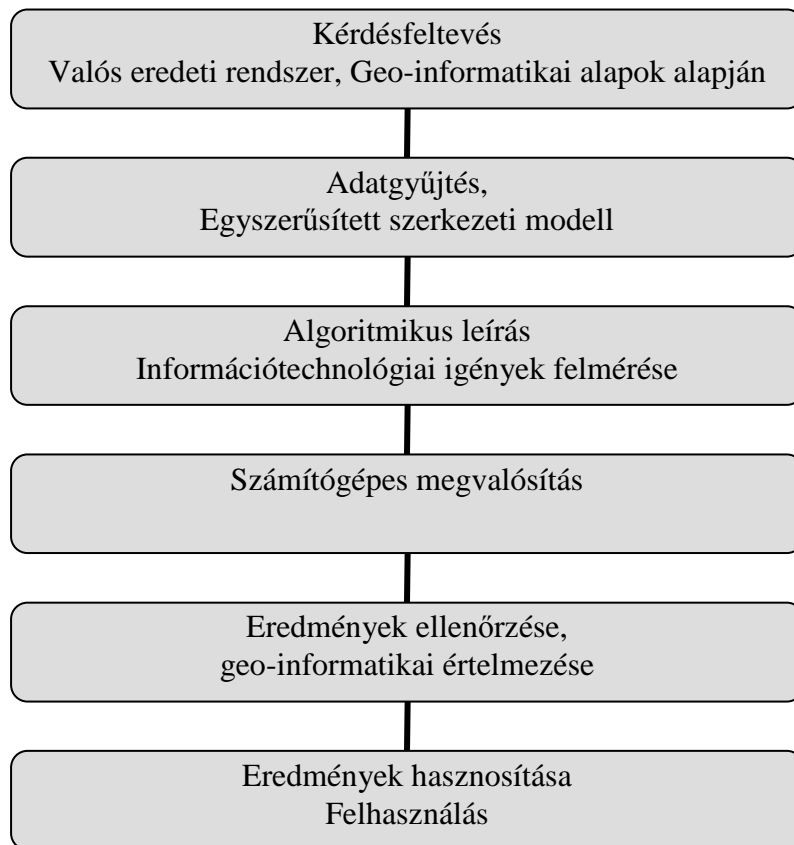 Kérdésfeltevés
Valós eredeti rendszer, Geo-informatikai alapok alapján
Adatgyűjtés,
Egyszerűsített szerkezeti modell
Algoritmikus leírás
Információtechnológiai igények felmérése
Számítógépes megvalósítás
Eredmények ellenőrzése,
geo-informatikai értelmezése
Eredmények hasznosítása
Felhasználás